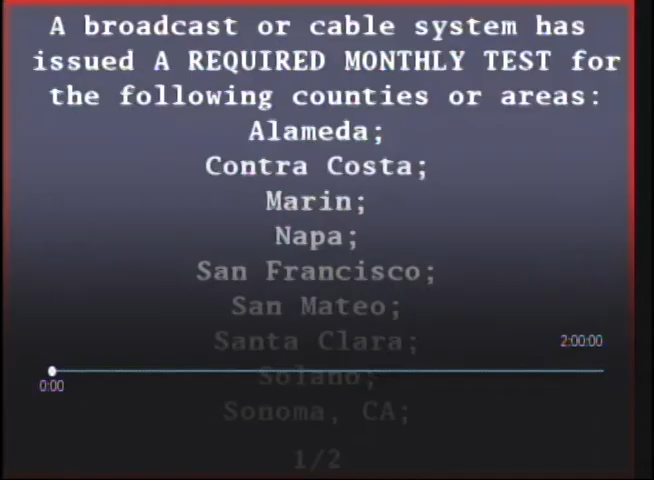 A broadcast or cable system has
issued A REQUIRED MONTHLY TEST for
the following counties or areas:
Alameda;
Contra Costa;
Marin;
Napa;
San Francisco;
San Mateo;
Santa Clara;
2:00:00
Solano;
0:00
Sonoma, CA;
1/2